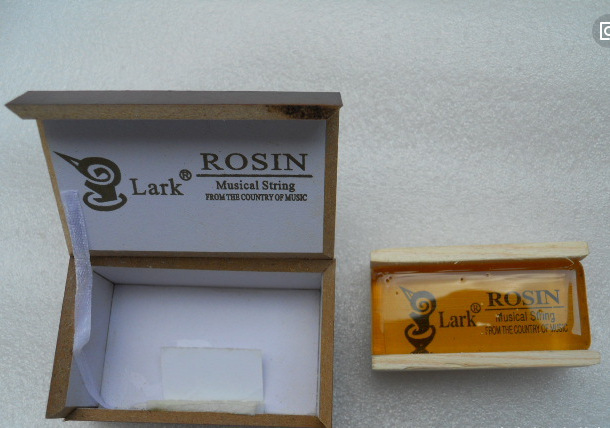 Lark®
ROSIN
Musical String
FROM THE COUNTRY OF MUSIC
Lark®
ROSIN
Musical String
FROM THE COUNTRY OF MUSIC